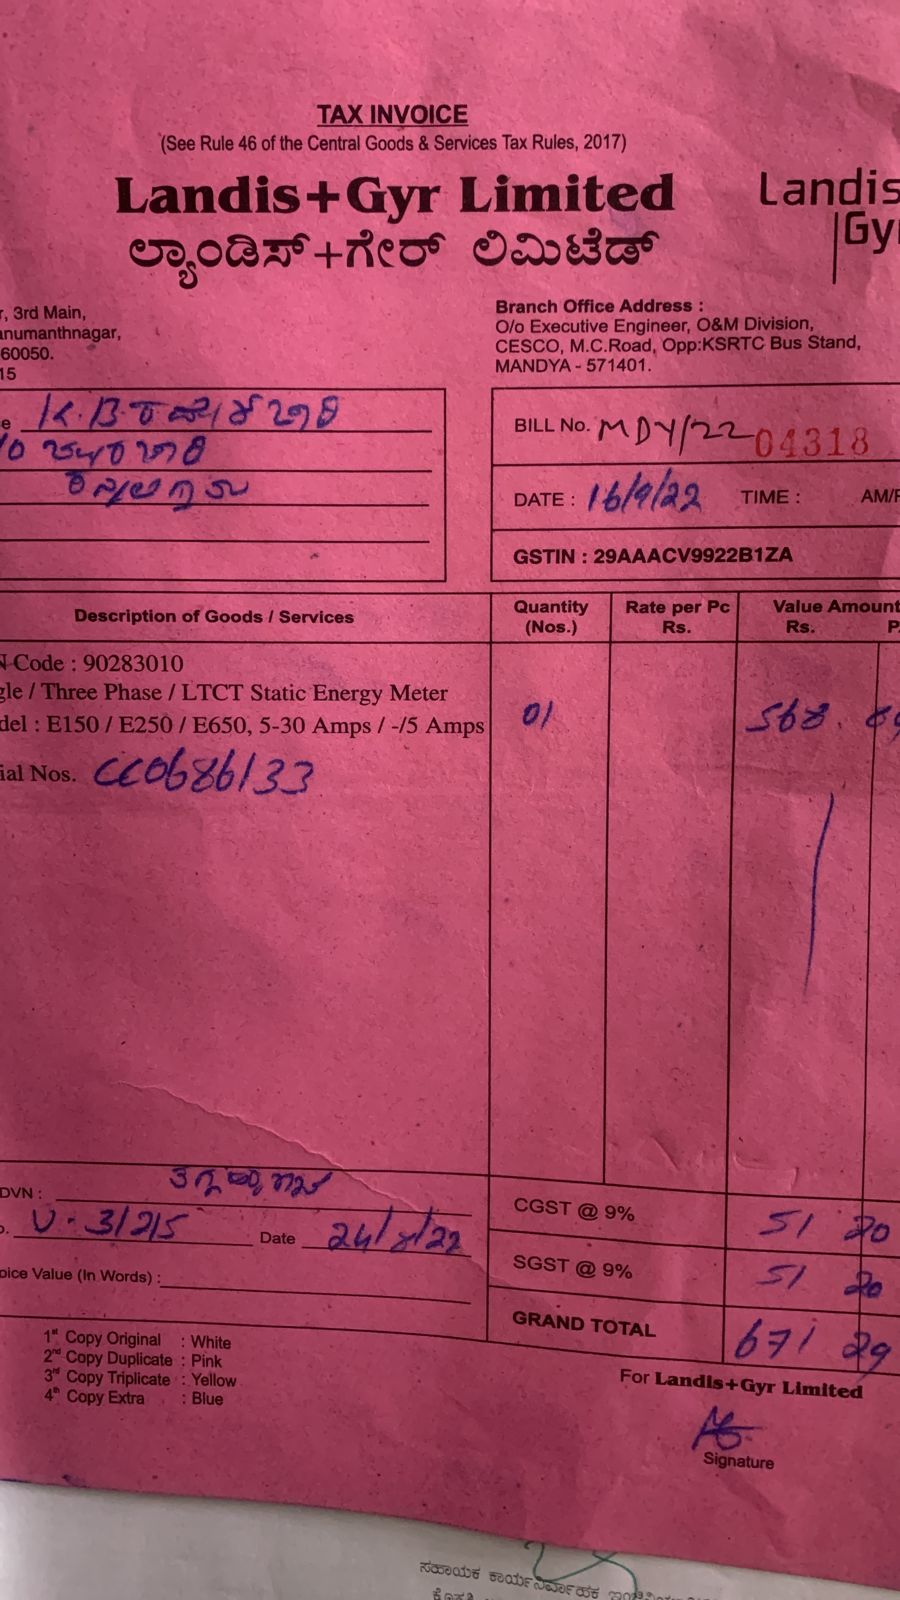 TAX INVOICE
(See Rule 46 of the Central Goods & Services Tax Rules, 2017)
Landis+Gyr Limited
Landis
Gy
ಲ್ಯಾಂಡಿಸ್+ಗೇರ್ ಲಿಮಿಟೆಡ್
r, 3rd Main,
anumanthnagar,
60050.
15
Branch Office Address :
O/o Executive Engineer, O&M Division,
CESCO, M.C.Road, Opp:KSRTC Bus Stand,
MANDYA - 571401.
BILL No. MDY/22 04318
DATE : 16/9/22 TIME : AM/P
GSTIN : 29AAACV9922B1ZA
Description of Goods / Services Quantity (Nos.) Rate per Pc Rs. Value Amount Rs. P
N Code : 90283010
gle / Three Phase / LTCT Static Energy Meter
del : E150 / E250 / E650, 5-30 Amps / -/5 Amps 01 568.
ial Nos. CC0686133
DVN :
o. U-3/215 Date 24/8/22
oice Value (In Words) :
CGST @ 9% 51 20
SGST @ 9% 51 20
GRAND TOTAL 671 29
1st Copy Original : White
2nd Copy Duplicate : Pink
3rd Copy Triplicate : Yellow
4th Copy Extra : Blue
For Landis+Gyr Limited
Signature
ಸಹಾಯಕ ಕಾರ್ಯನಿರ್ವಾಹಕ